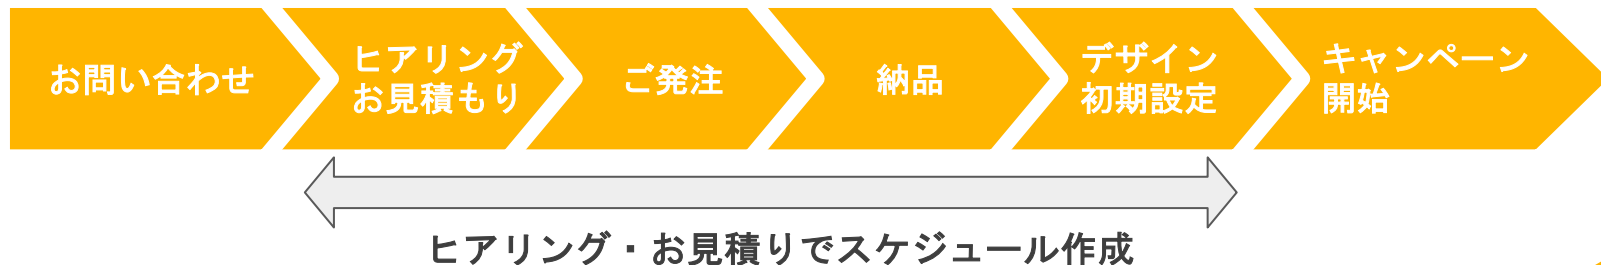 お問い合わせ
ヒアリング
お見積もり
ご発注
納品
デザイン
初期設定
キャンペーン
開始
ヒアリング・お見積りでスケジュール作成